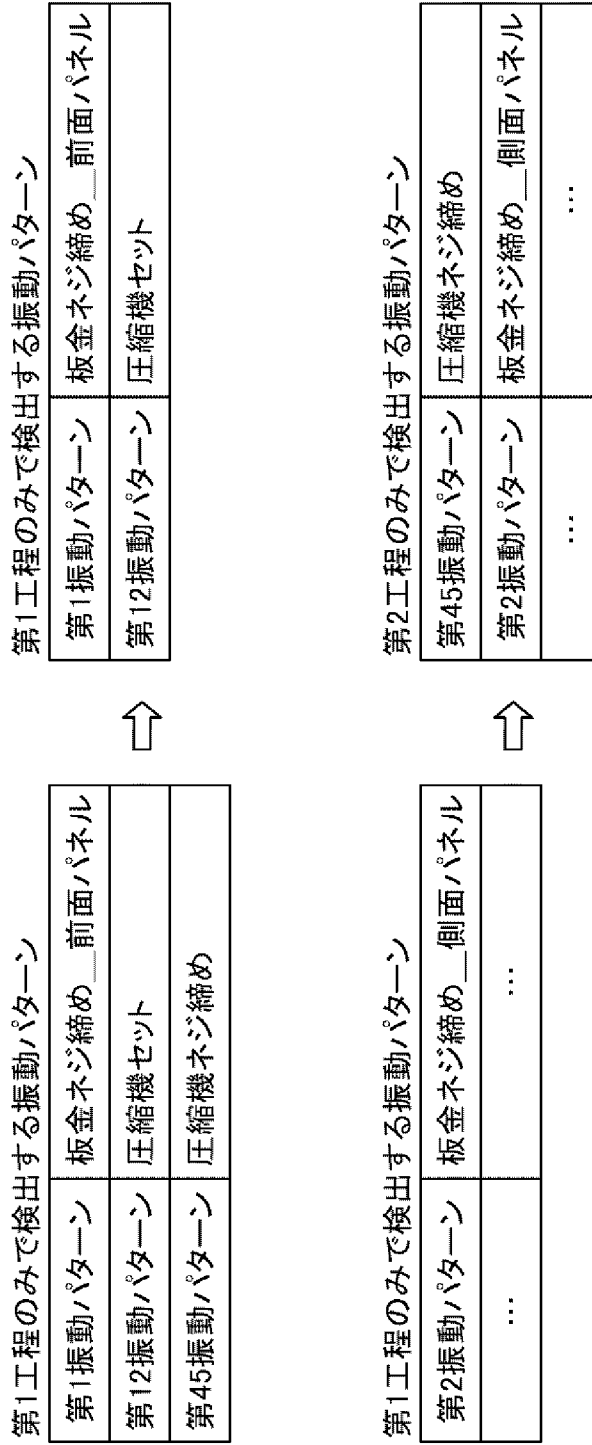 第1工程のみで検出する振動パターン
第1振動パターン 板金ネジ締め__前面パネル
第12振動パターン 圧縮機セット
第45振動パターン 圧縮機ネジ締め
⇨
第1工程のみで検出する振動パターン
第1振動パターン 板金ネジ締め__前面パネル
第12振動パターン 圧縮機セット
第1工程のみで検出する振動パターン
第2振動パターン 板金ネジ締め__側面パネル
… …
⇨
第2工程のみで検出する振動パターン
第45振動パターン 圧縮機ネジ締め
第2振動パターン 板金ネジ締め__側面パネル
… …